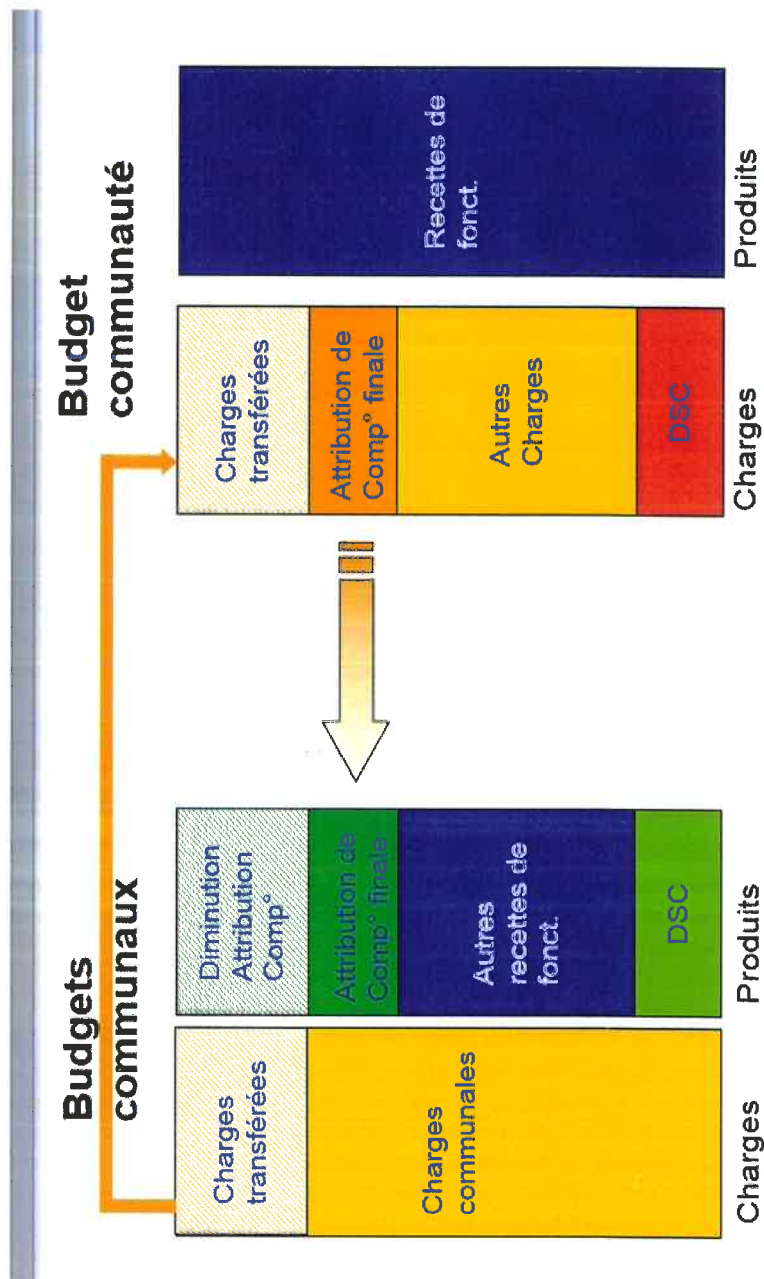 Budgets
communaux
Budget
communauté
Charges
transférées
Charges
communales
Charges
Diminution
Attribution
Comp°
Attribution de
Comp° finale
Autres
recettes de
fonct.
DSC
Produits
Charges
transférées
Attribution de
Comp° finale
Autres
Charges
DSC
Charges
Recettes de
fonct.
Produits